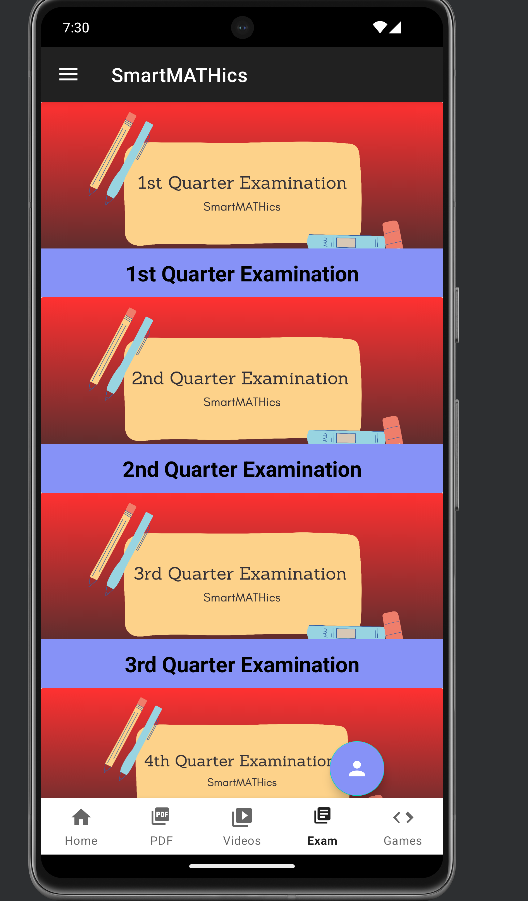 7:30
SmartMATHics
1st Quarter Examination
SmartMATHics
1st Quarter Examination
2nd Quarter Examination
SmartMATHics
2nd Quarter Examination
3rd Quarter Examination
SmartMATHics
3rd Quarter Examination
4th Quarter Examination
SmartMATHics
PDF
Home PDF Videos Exam Games